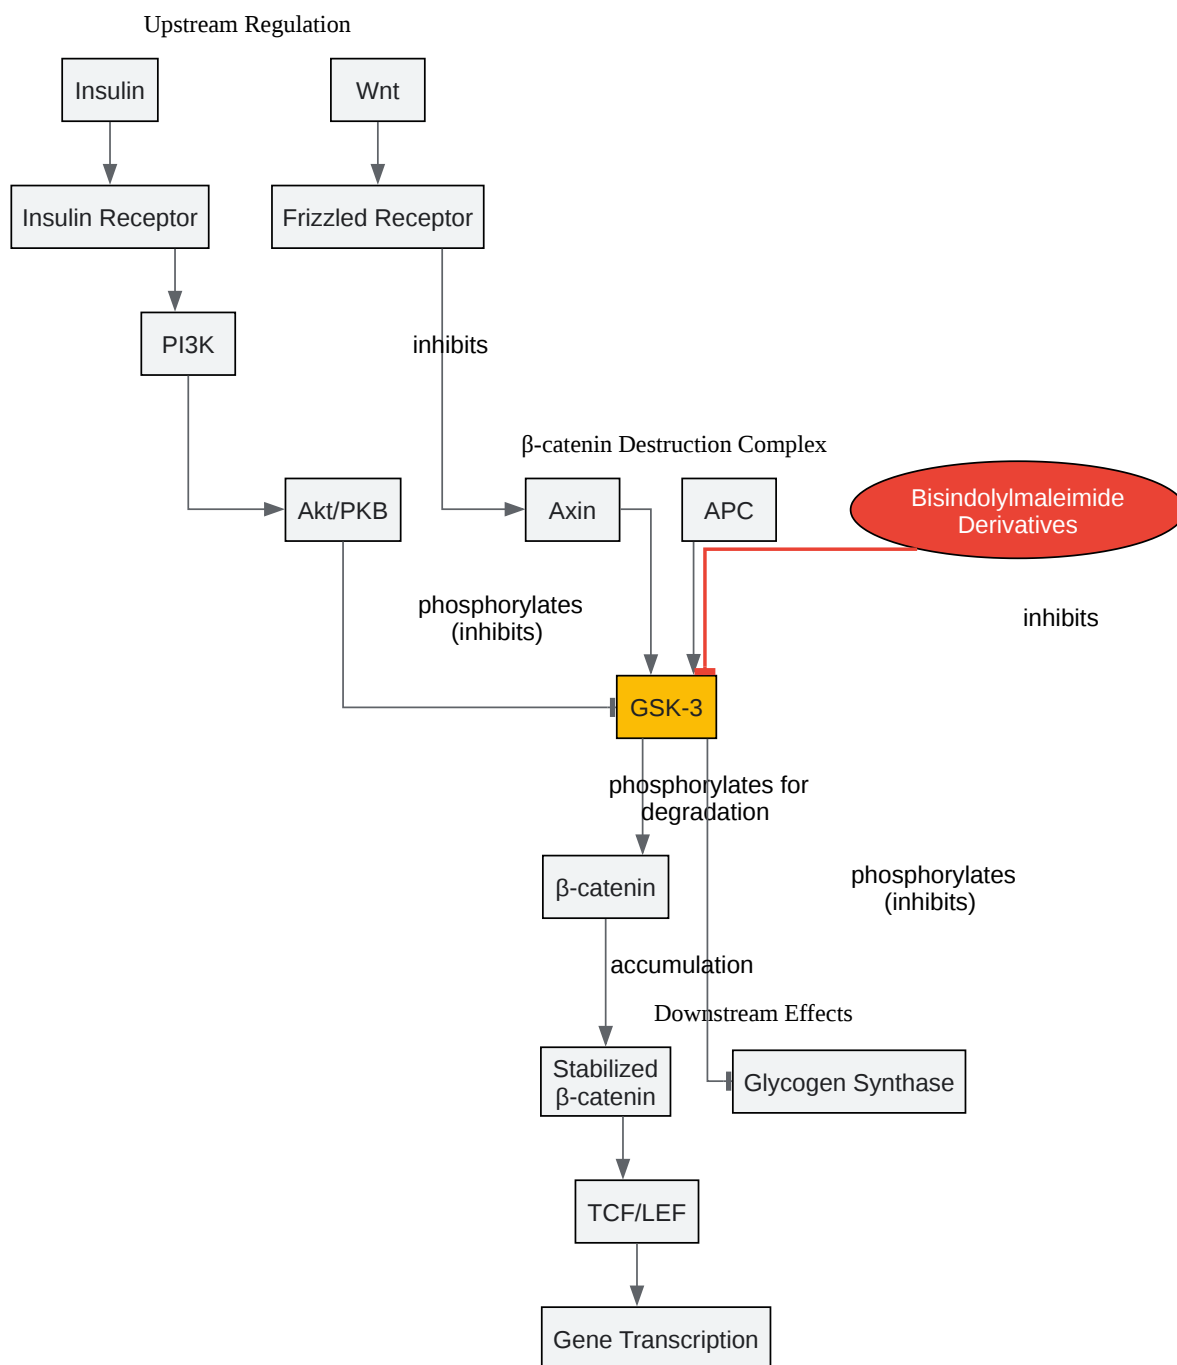 Upstream Regulation
Insulin
Wnt
Insulin Receptor
Frizzled Receptor
PI3K
inhibits
β-catenin Destruction Complex
Akt/PKB
Axin
APC
Bisindolylmaleimide
Derivatives
phosphorylates
(inhibits)
inhibits
GSK-3
phosphorylates for
degradation
β-catenin
phosphorylates
(inhibits)
accumulation
Downstream Effects
Stabilized
β-catenin
Glycogen Synthase
TCF/LEF
Gene Transcription